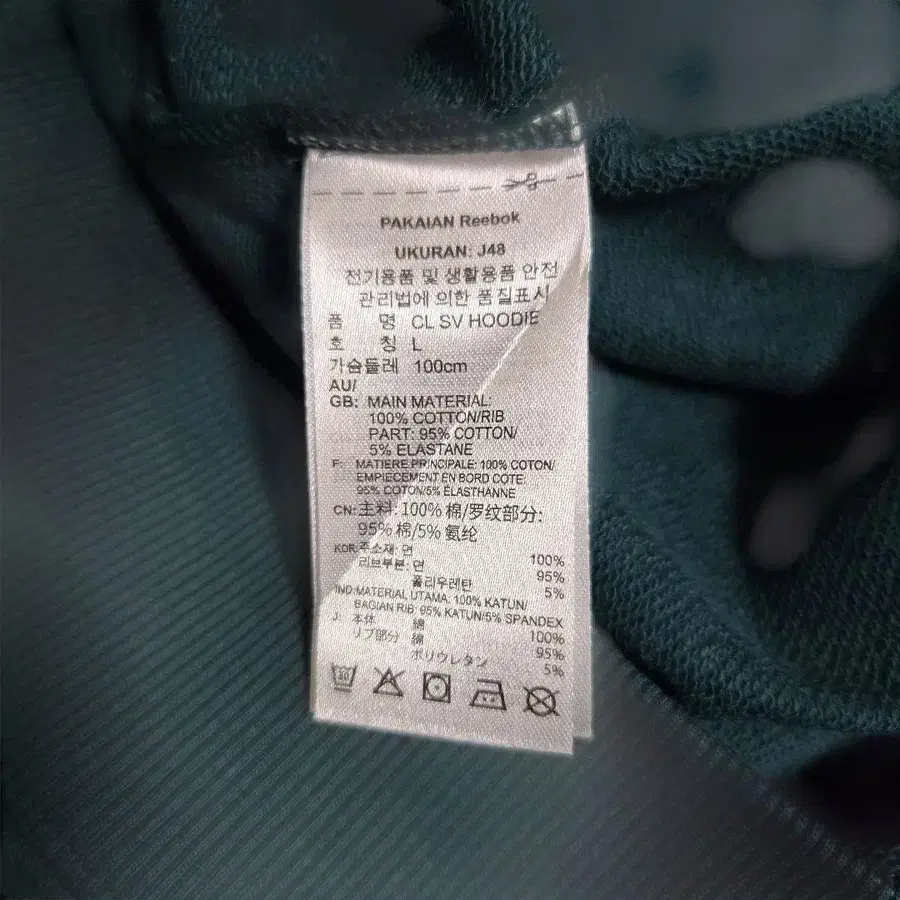 PAKAIAN Reebok
UKURAN: J48
전기용품 및 생활용품 안전
관리법에 의한 품질표시
품 명 CL SV HOODIE
호 칭 L
가슴둘레 100cm
AU/
GB: MAIN MATERIAL:
100% COTTON/RIB
PART: 95% COTTON/
5% ELASTANE
F: MATIERE PRINCIPALE: 100% COTON/
EMPIECEMENT EN BORD COTE:
95% COTON/5% ÉLASTHANNE
CN: 主料: 100% 棉/罗纹部分:
95% 棉/5% 氨纶
KOR: 주소재: 면 100%
리브부분: 면 95%
폴리우레탄 5%
IND: MATERIAL UTAMA: 100% KATUN/
BAGIAN RIB: 95% KATUN/5% SPANDEX
J: 本体 綿 100%
リブ部分 綿 95%
ポリウレタン 5%
40